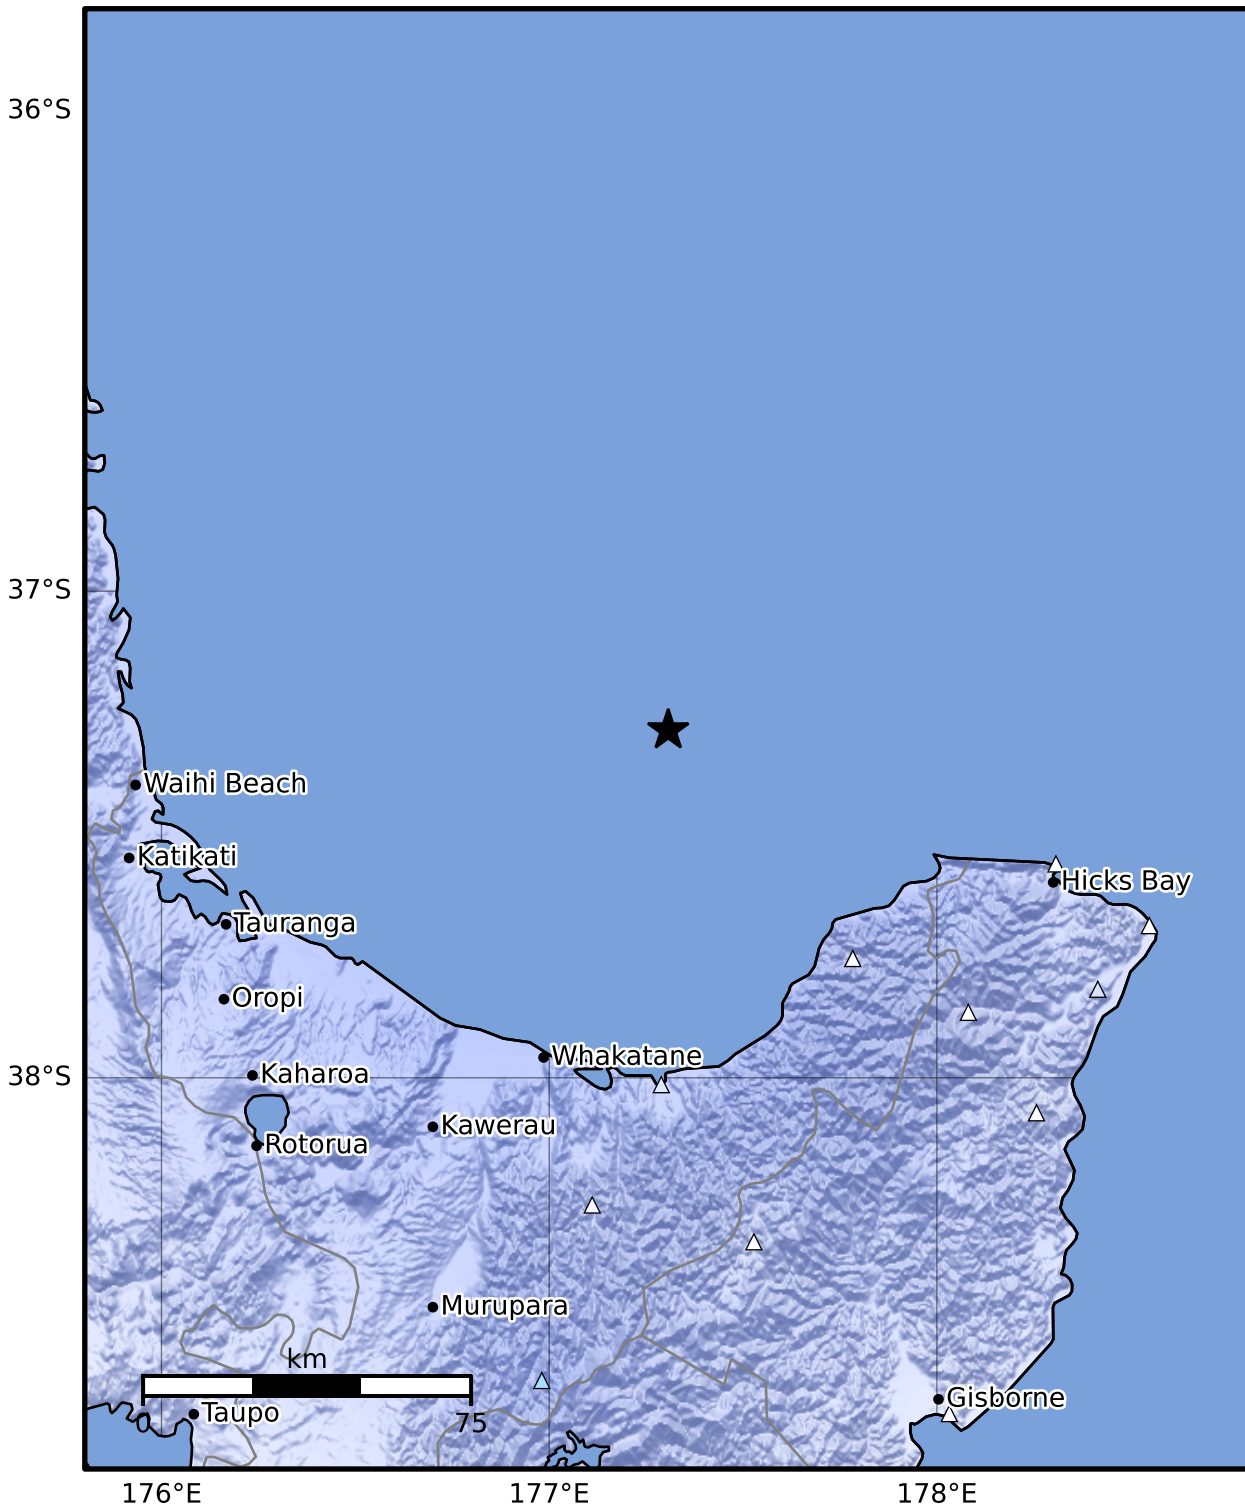 36°S
37°S
Waihi Beach
Katikati
Hicks Bay
Tauranga
Oropi
Whakatane
38°S
Kaharoa
Kawerau
Rotorua
Murupara
km
Gisborne
Taupo
75
176°E
177°E
178°E